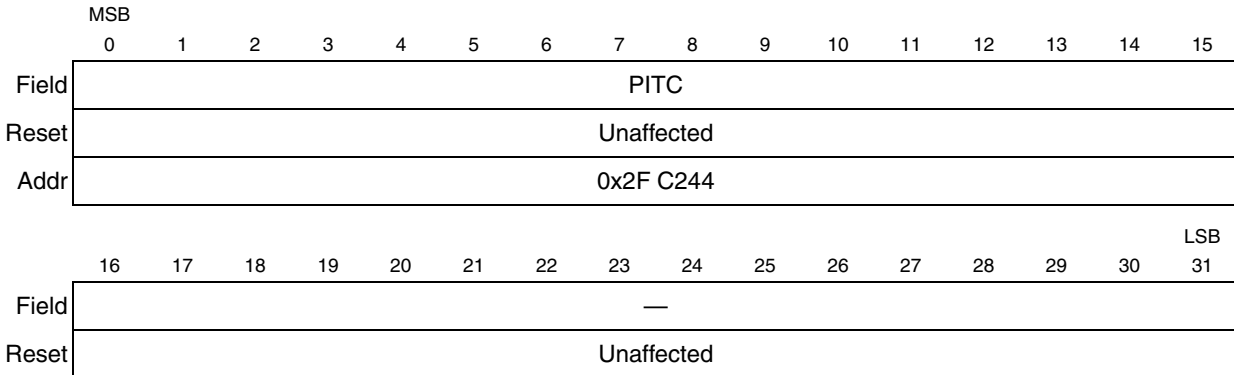 MSB
0 1 2 3 4 5 6 7 8 9 10 11 12 13 14 15
Field PITC
Reset Unaffected
Addr 0x2F C244
LSB
16 17 18 19 20 21 22 23 24 25 26 27 28 29 30 31
Field —
Reset Unaffected